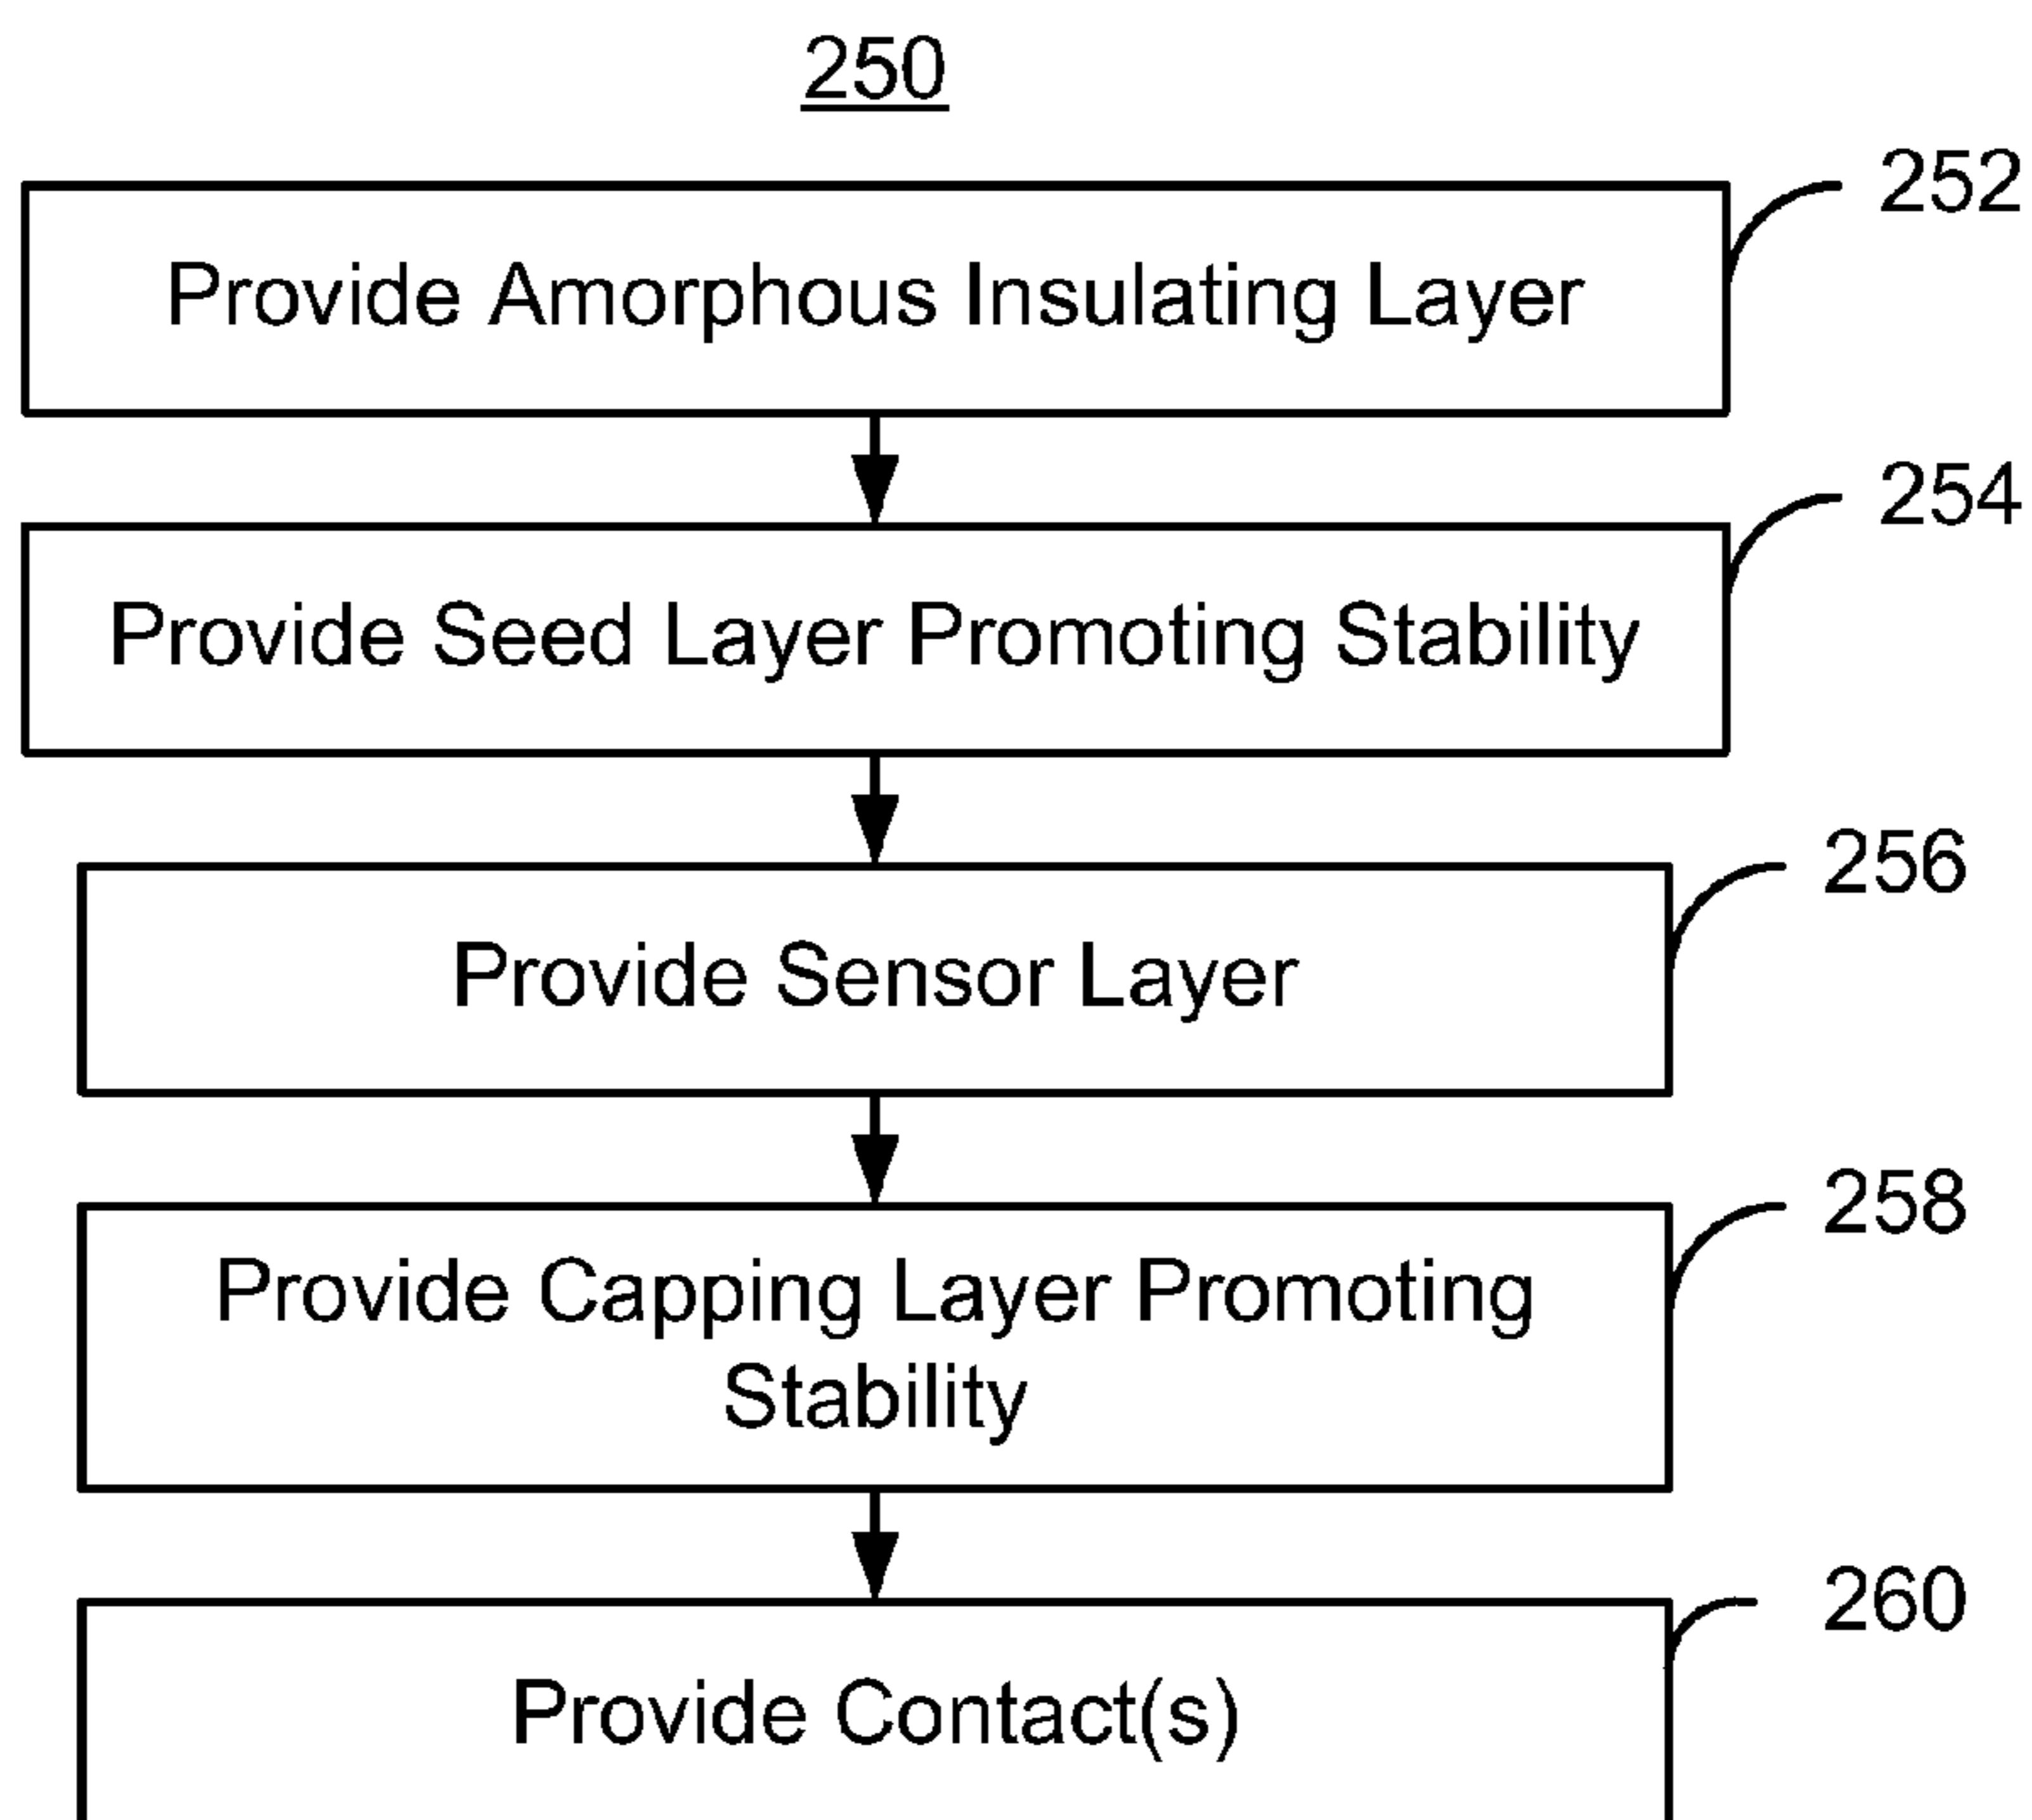 250
252
Provide Amorphous Insulating Layer
254
Provide Seed Layer Promoting Stability
256
Provide Sensor Layer
258
Provide Capping Layer Promoting
Stability
260
Provide Contact(s)